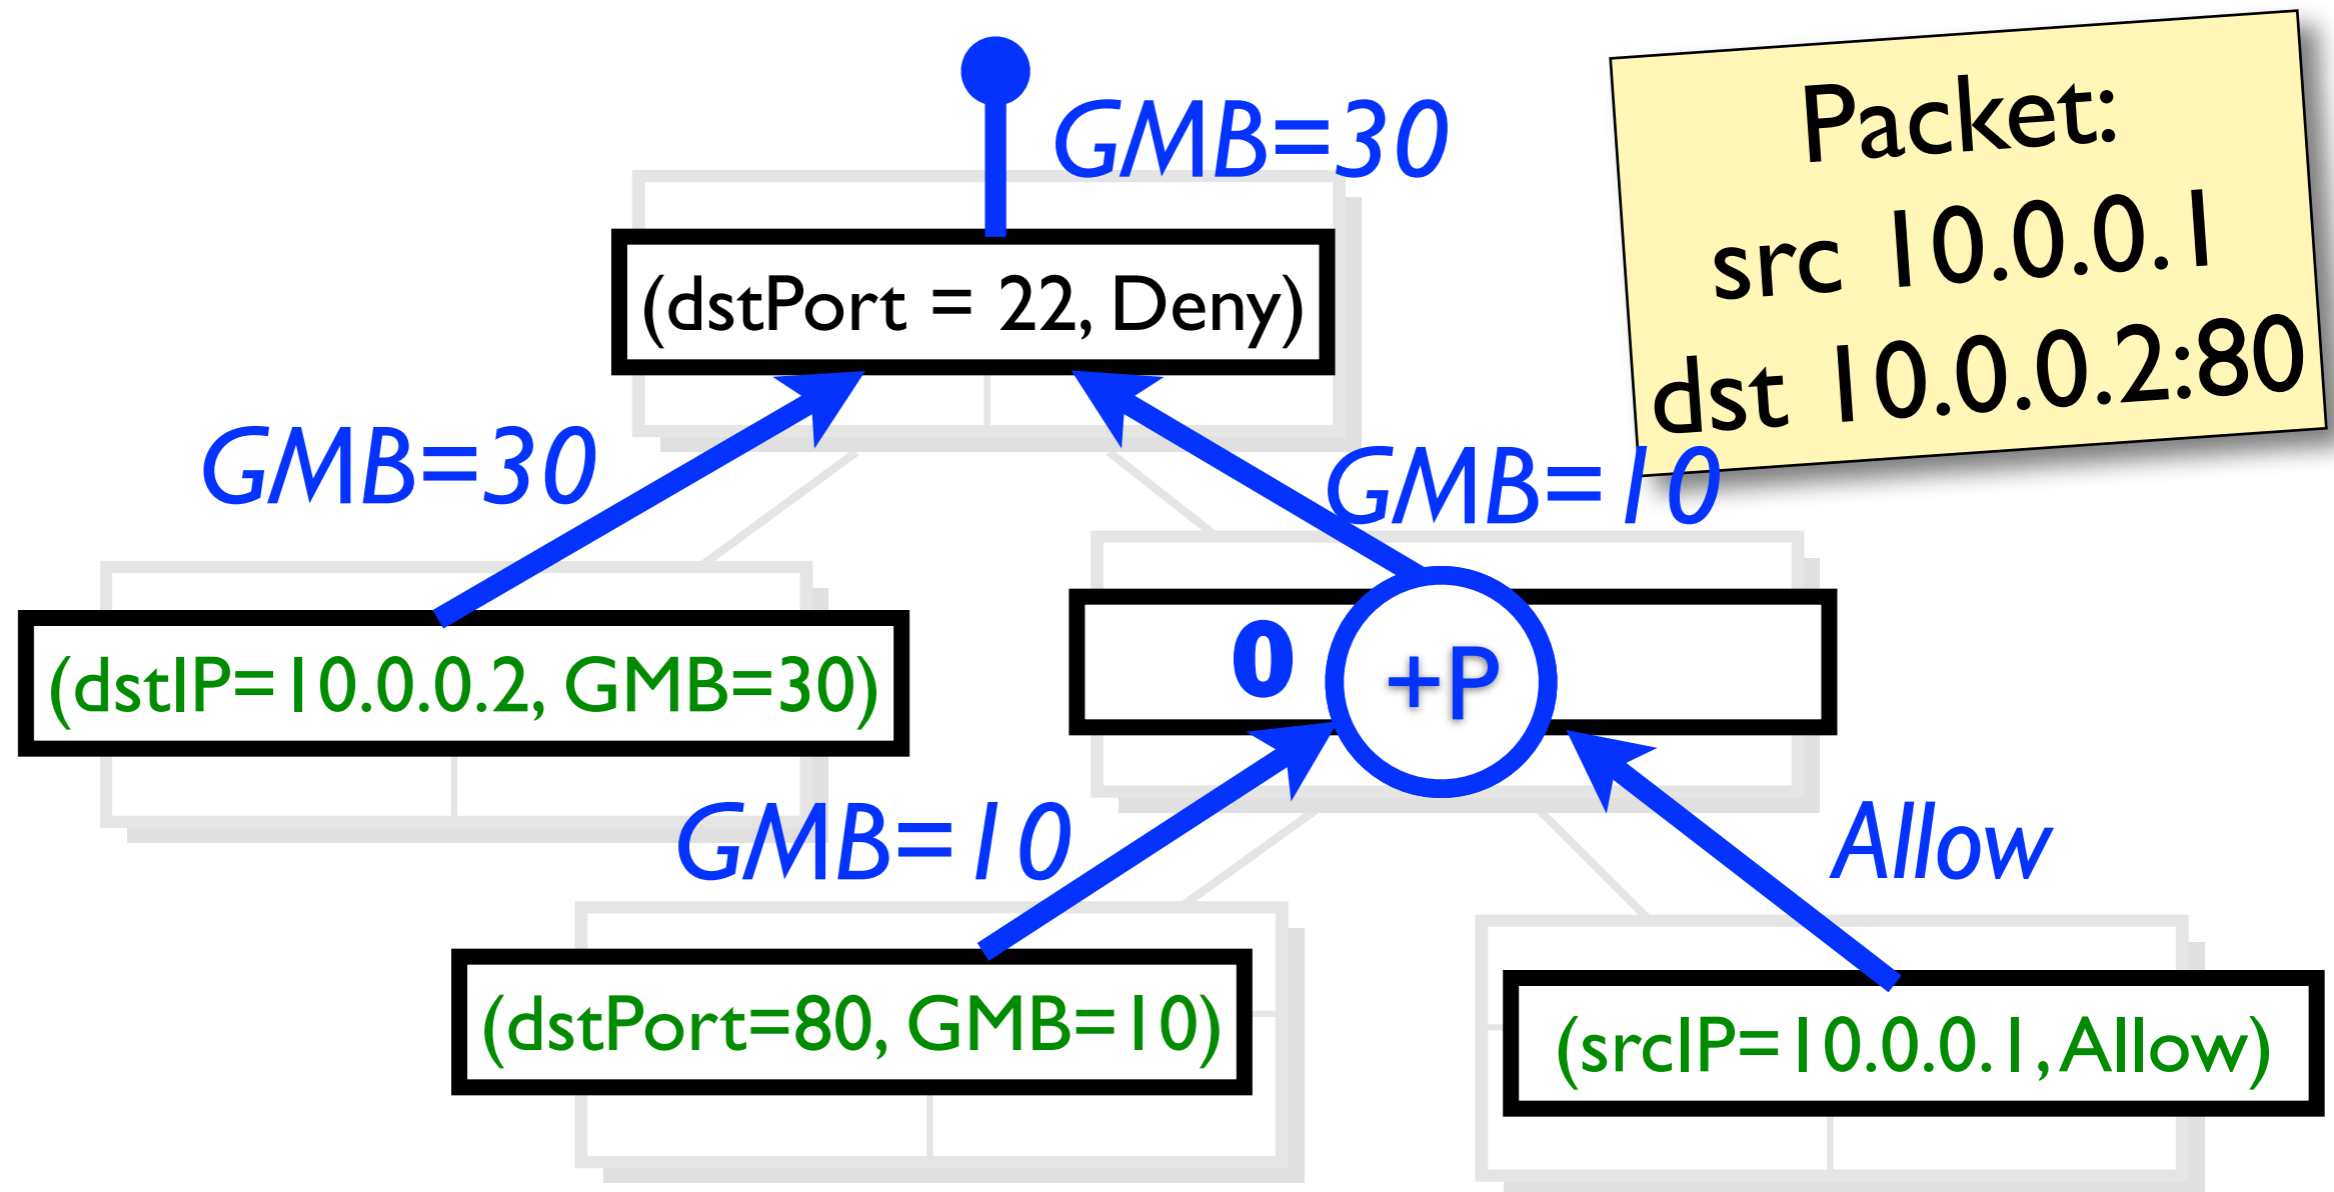 GMB=30
Packet:
src 10.0.0.1
dst 10.0.0.2:80
(dstPort = 22, Deny)
GMB=30
GMB=10
(dstIP=10.0.0.2, GMB=30)
0
+P
GMB=10
Allow
(dstPort=80, GMB=10)
(srcIP=10.0.0.1, Allow)